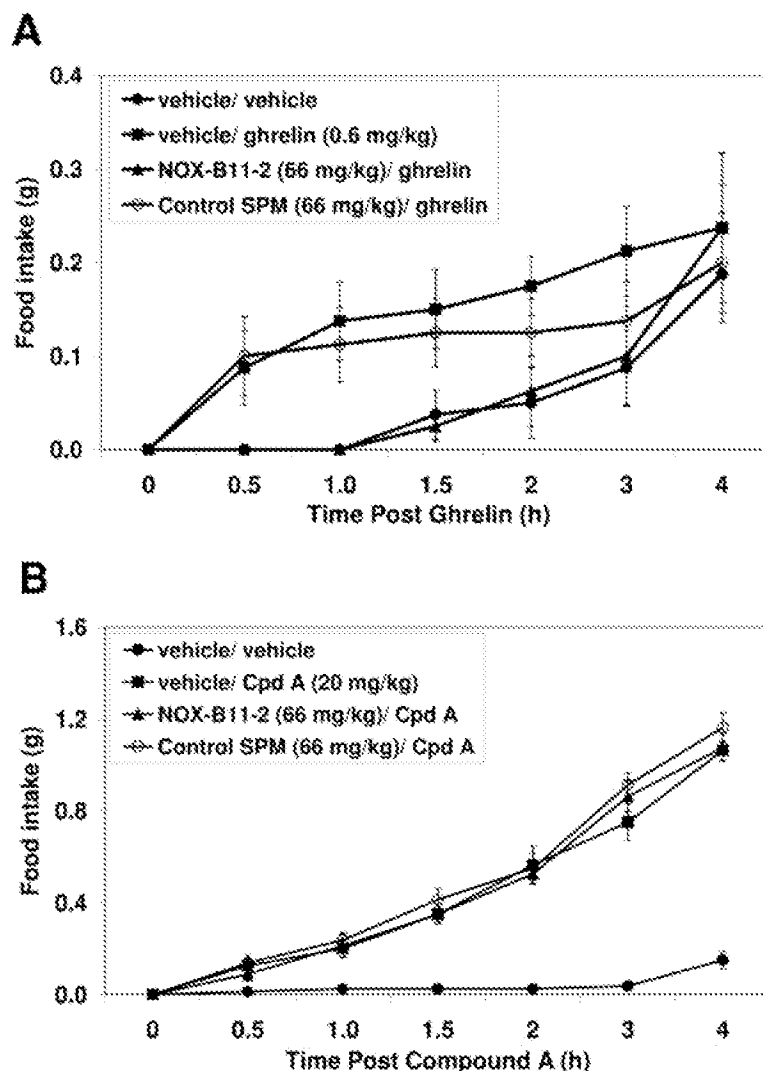 A
0.4
0.3
0.2
0.1
0.0
Food intake (g)
vehicle/ vehicle
vehicle/ ghrelin (0.6 mg/kg)
NOX-B11-2 (66 mg/kg)/ ghrelin
Control SPM (66 mg/kg)/ ghrelin
0 0.5 1.0 1.5 2 3 4
Time Post Ghrelin (h)
B
1.6
1.2
0.8
0.4
0.0
Food intake (g)
vehicle/ vehicle
vehicle/ Cpd A (20 mg/kg)
NOX-B11-2 (66 mg/kg)/ Cpd A
Control SPM (66 mg/kg)/ Cpd A
0 0.5 1.0 1.5 2 3 4
Time Post Compound A (h)